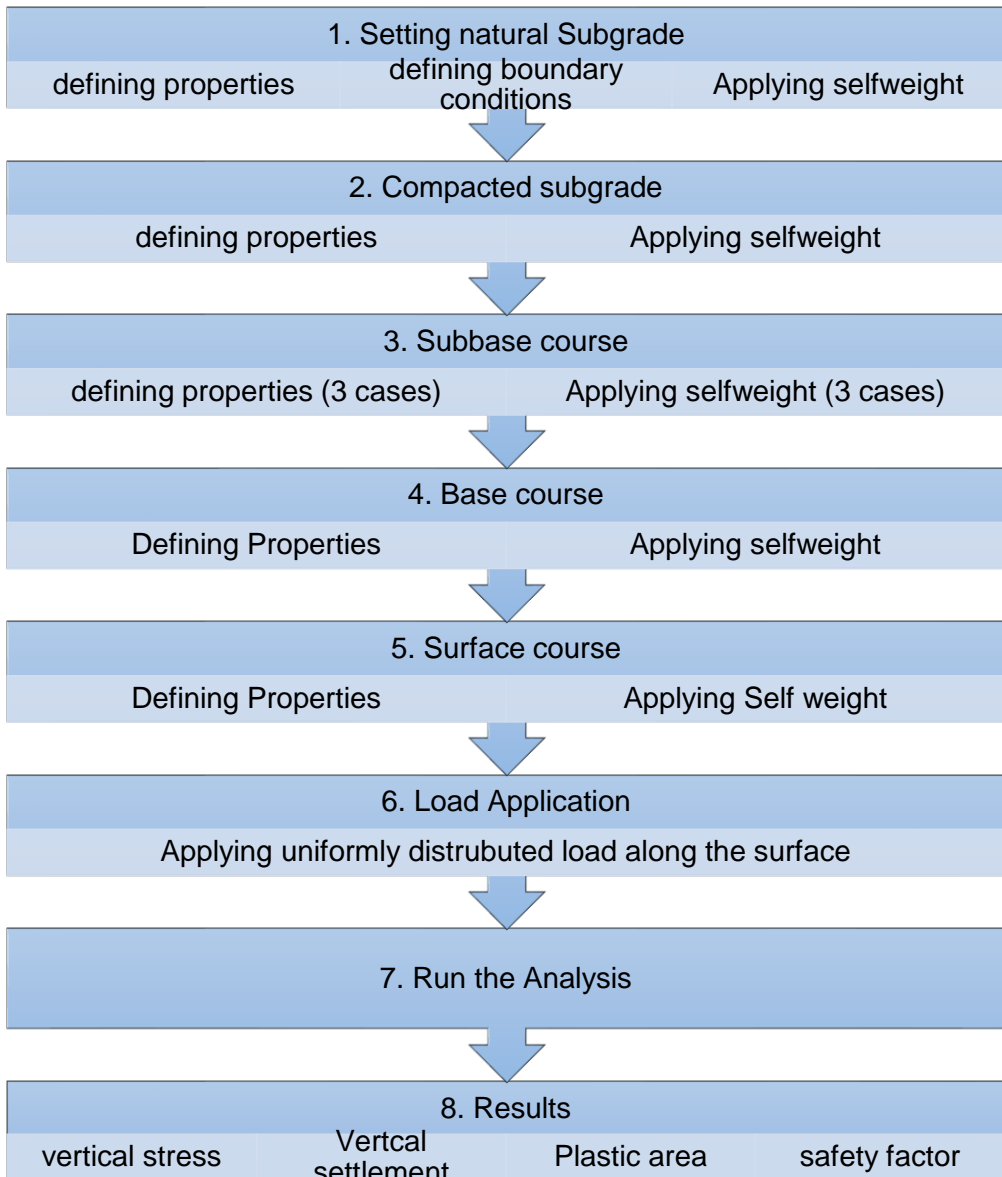 1. Setting natural Subgrade
defining properties
defining boundary
conditions
Applying selfweight
2. Compacted subgrade
defining properties
Applying selfweight
3. Subbase course
defining properties (3 cases)
Applying selfweight (3 cases)
4. Base course
Defining Properties
Applying selfweight
5. Surface course
Defining Properties
Applying Self weight
6. Load Application
Applying uniformly distrubuted load along the surface
7. Run the Analysis
8. Results
vertical stress
Vertcal
settlement
Plastic area
safety factor